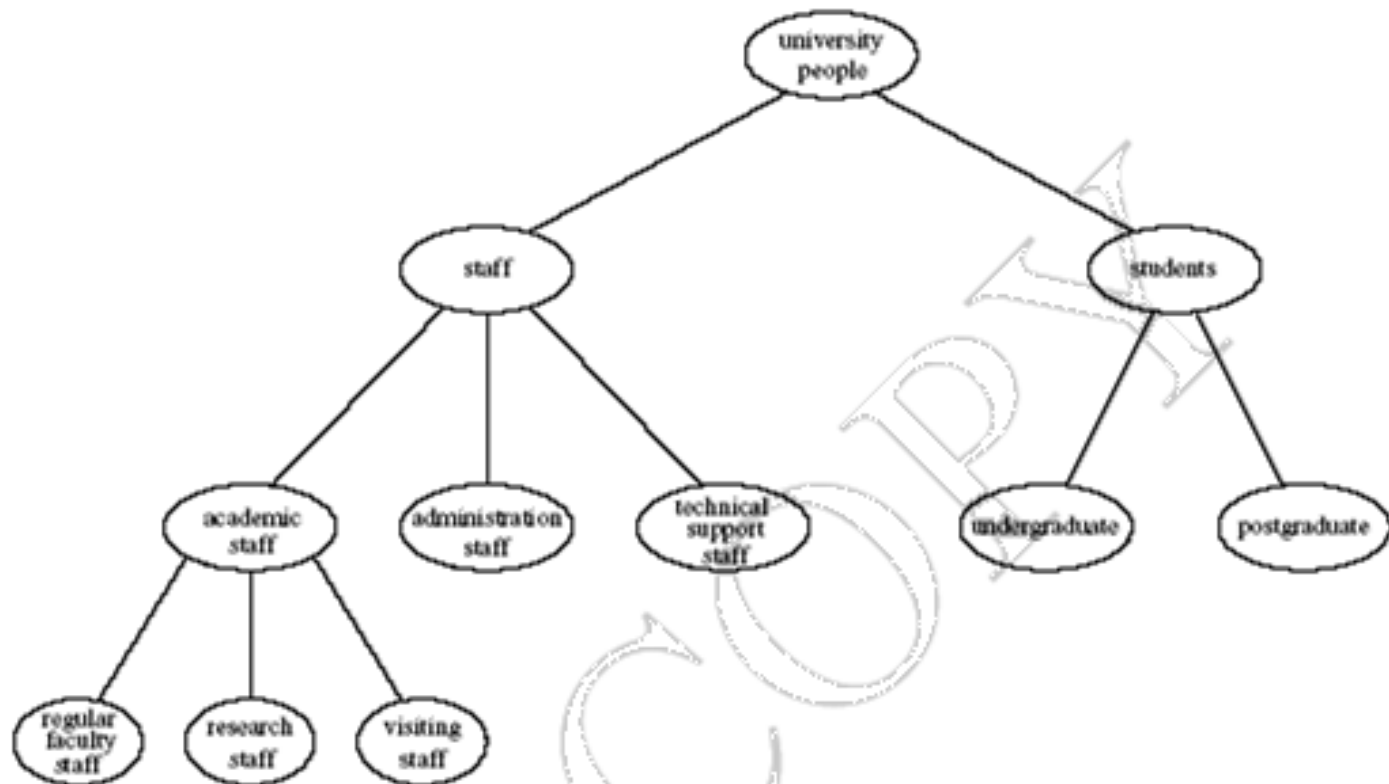 university
people
staff
students
academic
staff
administration
staff
technical
support
staff
undergraduate
postgraduate
regular
faculty
staff
research
staff
visiting
staff
COPY